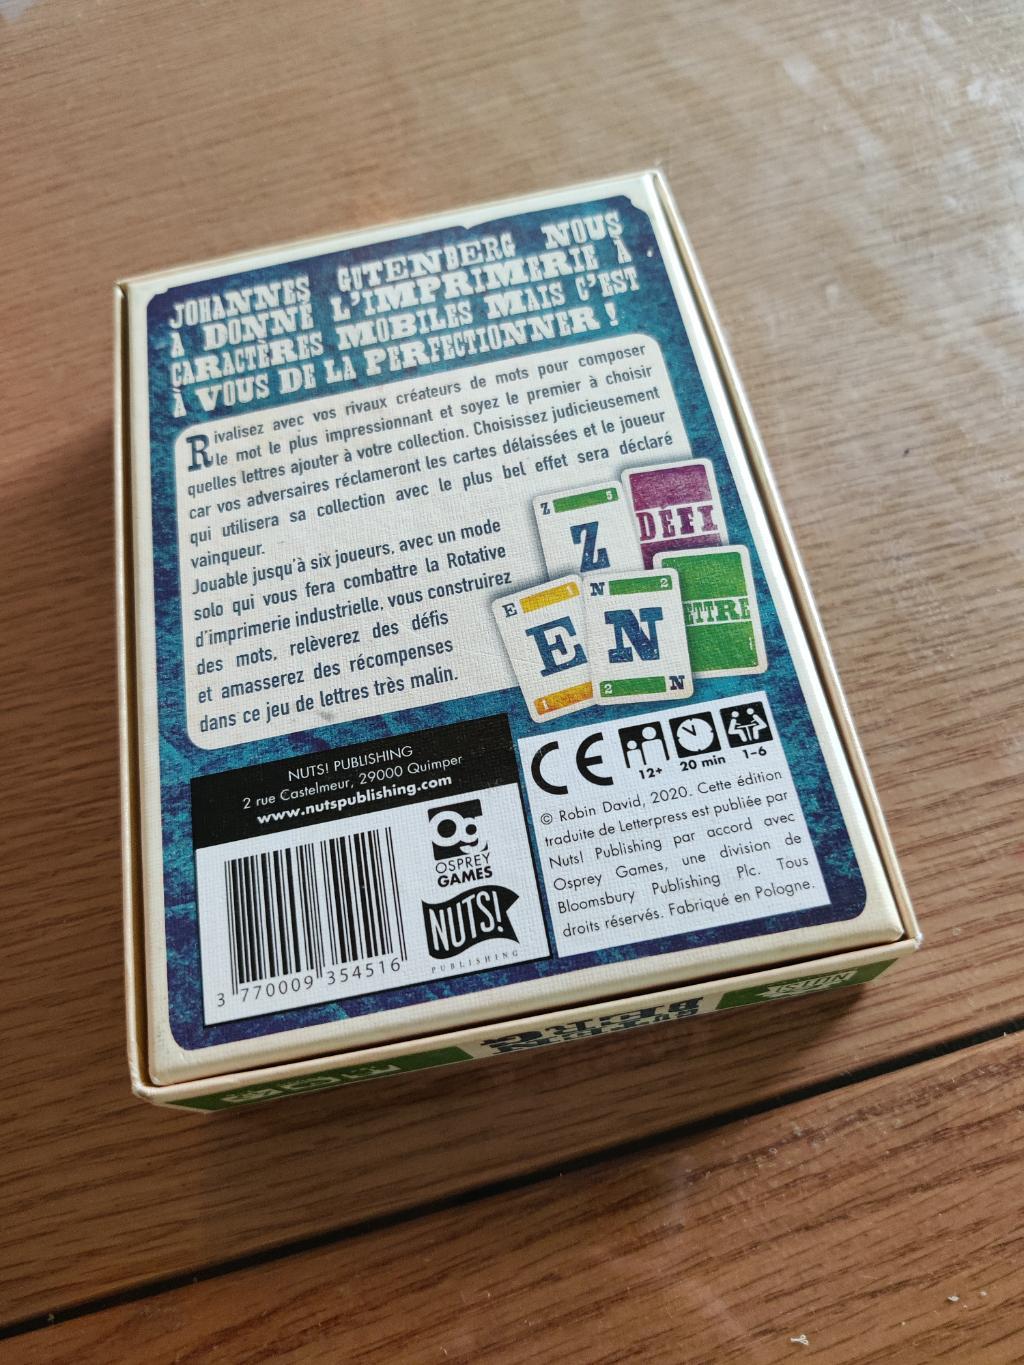 JOHANNES GUTENBERG NOUS
A DONNÉ L'IMPRIMERIE À
CARACTÈRES MOBILES MAIS C'EST
À VOUS DE LA PERFECTIONNER !
Rivalisez avec vos rivaux créateurs de mots pour composer
le mot le plus impressionnant et soyez le premier à choisir
quelles lettres ajouter à votre collection. Choisissez judicieusement
car vos adversaires réclameront les cartes délaissées et le joueur
qui utilisera sa collection avec le plus bel effet sera déclaré
vainqueur.
Jouable jusqu'à six joueurs, avec un mode
solo qui vous fera combattre la Rotative
d'imprimerie industrielle, vous construirez
des mots, relèverez des défis
et amasserez des récompenses
dans ce jeu de lettres très malin.
Z 5
Z
DÉFI
E 1
E
1
N 2
N
2 N
ETTRE
NUTS! PUBLISHING
2 rue Castelmeur, 29000 Quimper
www.nutspublishing.com
3 770009 354516
Og
OSPREY
GAMES
NUTS!
PUBLISHING
CE
12+ 20 min 1-6
© Robin David, 2020. Cette édition
traduite de Letterpress est publiée par
Nuts! Publishing par accord avec
Osprey Games, une division de
Bloomsbury Publishing Plc. Tous
droits réservés. Fabriqué en Pologne.
NUTS!